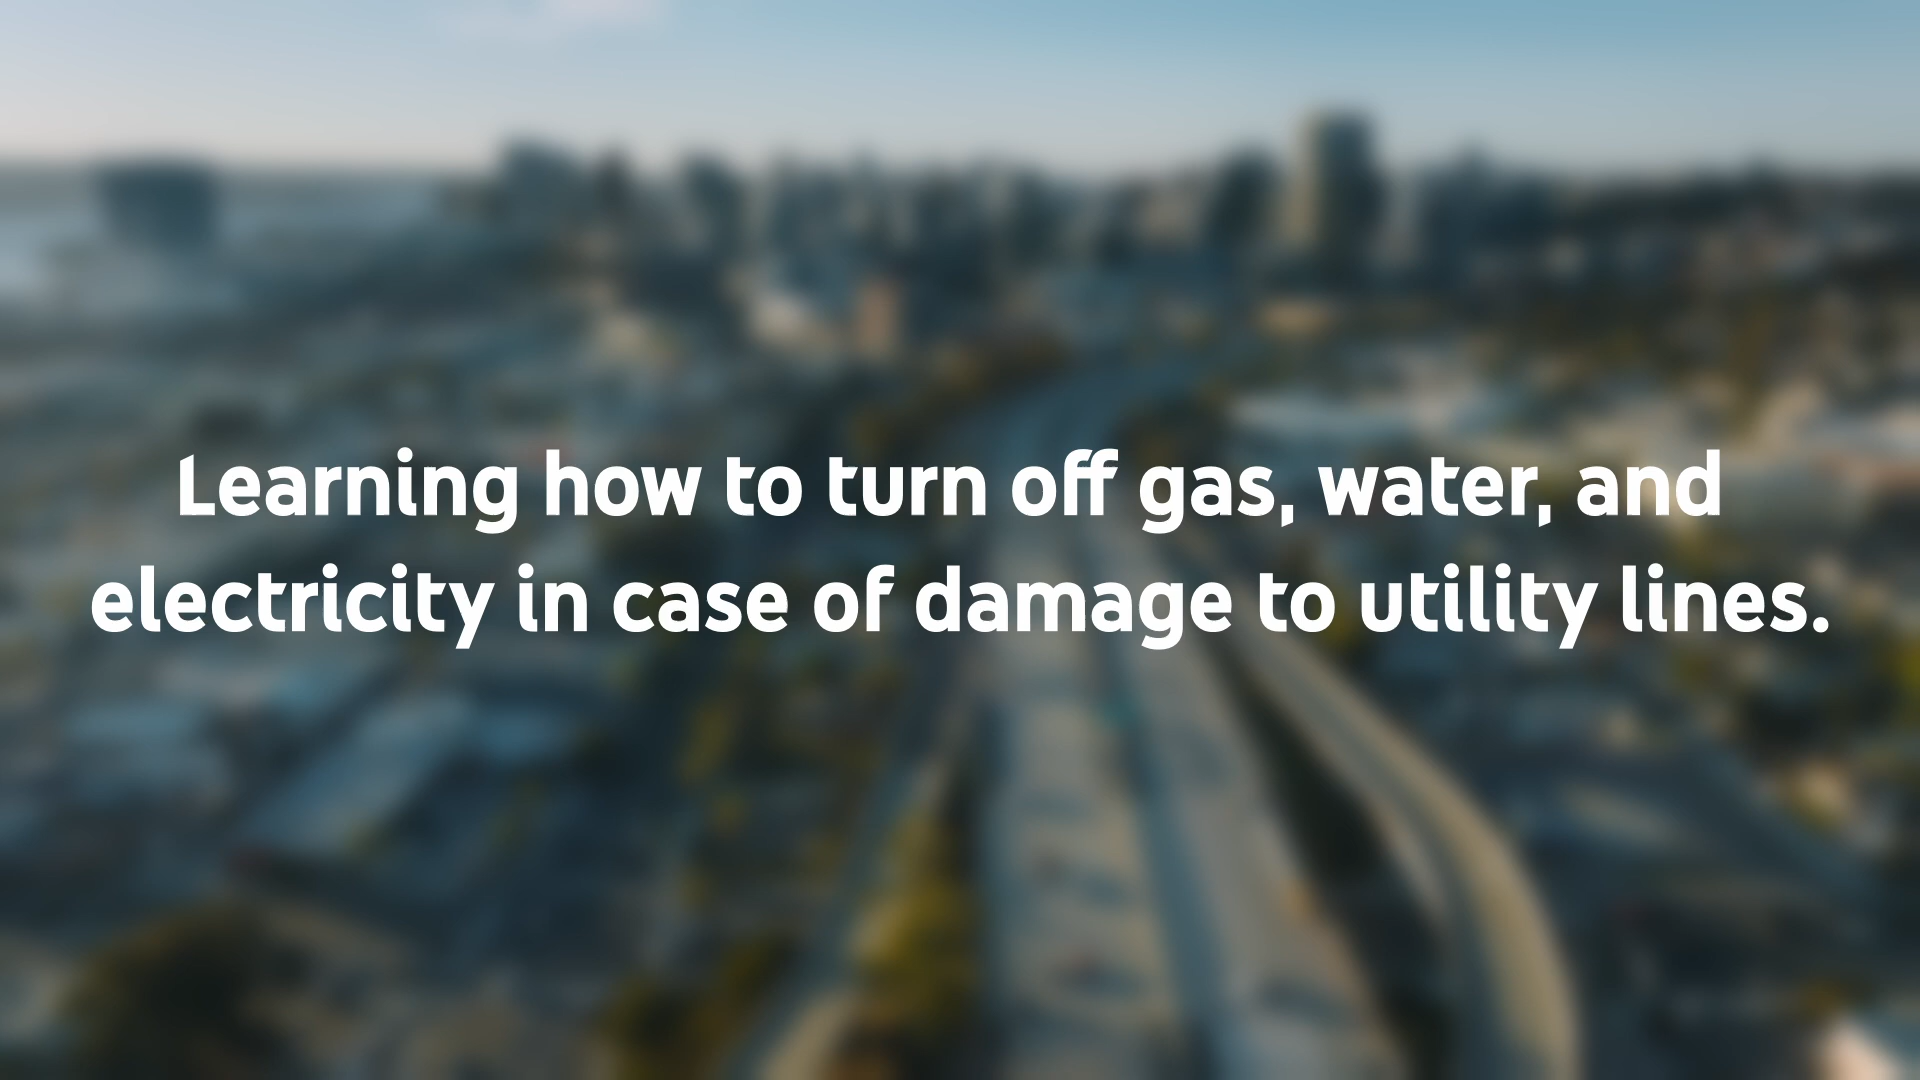 Learning how to turn off gas, water, and
electricity in case of damage to utility lines.